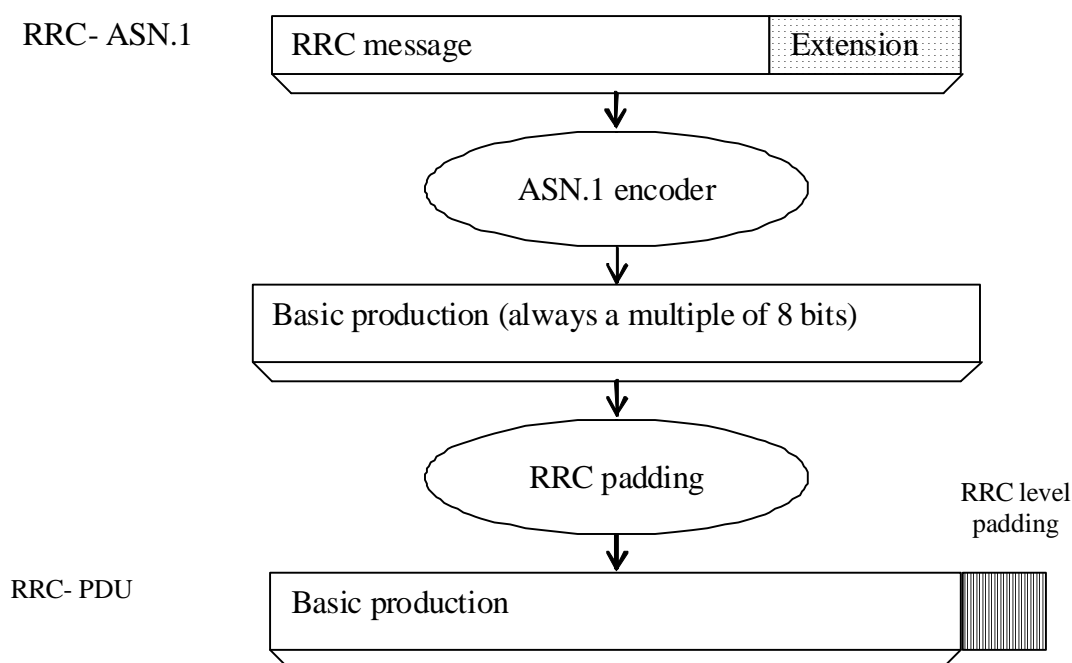 RRC- ASN.1
RRC message
Extension
ASN.1 encoder
Basic production (always a multiple of 8 bits)
RRC padding
RRC level
padding
RRC- PDU
Basic production